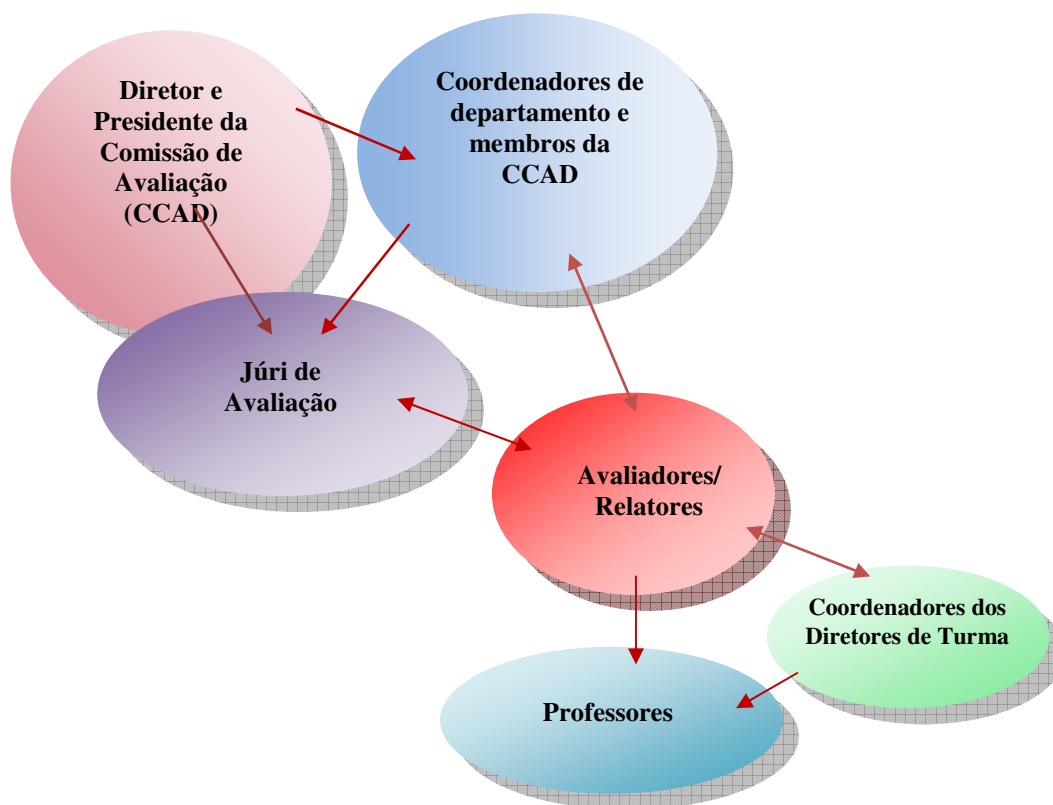 Diretor e
Presidente da
Comissão de
Avaliação
(CCAD)
Coordenadores de
departamento e
membros da
CCAD
Júri de
Avaliação
Avaliadores/
Relatores
Coordenadores dos
Diretores de Turma
Professores